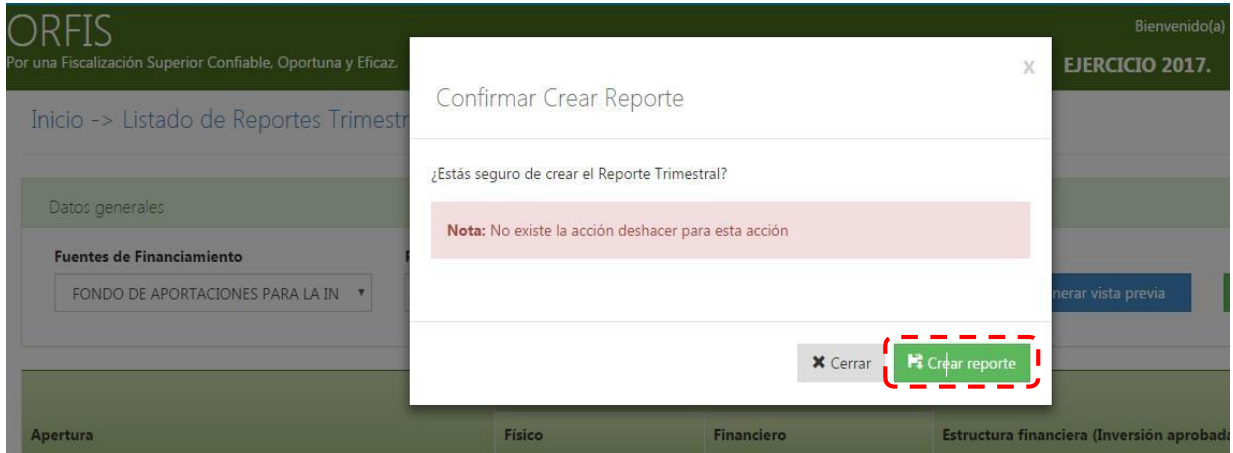 ORFIS
Bienvenido(a)
Por una Fiscalización Superior Confiable, Oportuna y Eficaz.
EJERCICIO 2017.
x
Confirmar Crear Reporte
Inicio -> Listado de Reportes Trimestr
¿Estás seguro de crear el Reporte Trimestral?
Datos generales
Nota: No existe la acción deshacer para esta acción
Fuentes de Financiamiento
FONDO DE APORTACIONES PARA LA IN
nerar vista previa
Cerrar
Crear reporte
Apertura
Físico
Financiero
Estructura financiera (Inversión aprobada